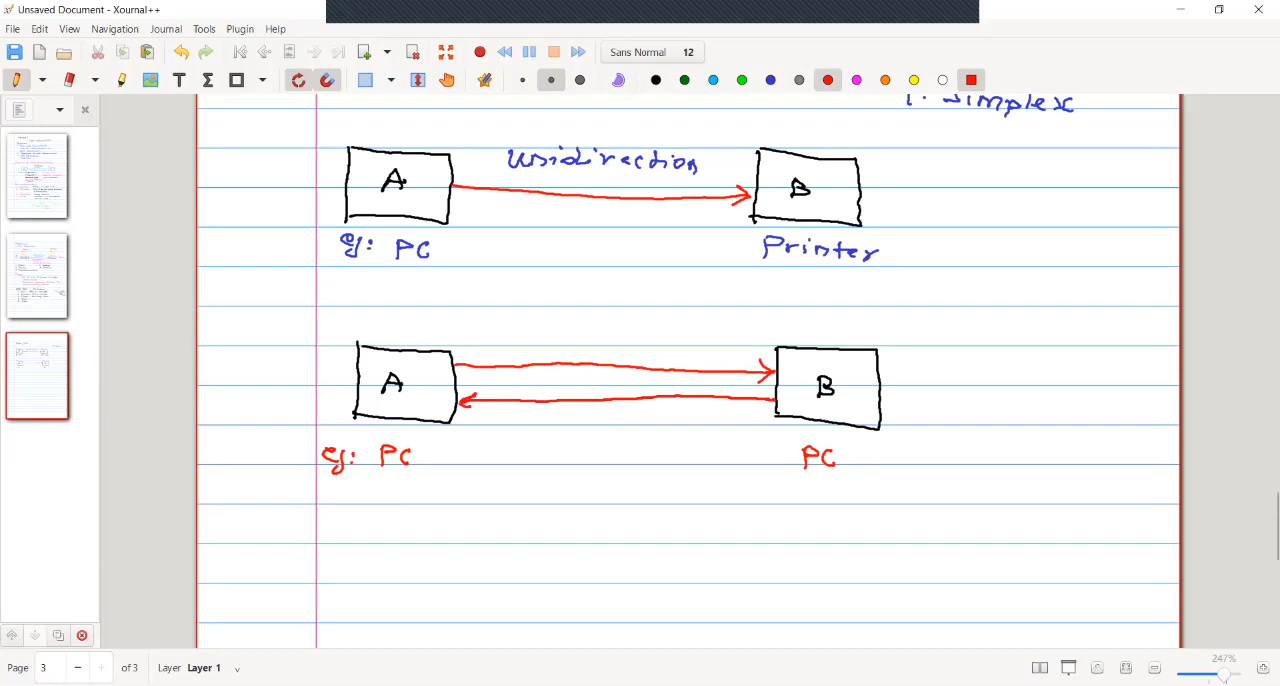 Unsaved Document - Xournal++
File Edit View Navigation Journal Tools Plugin Help
Sans Normal 12
1. Simplex
Unidirection
A
B
eg: PC
Printer
A
B
eg: PC
PC
Page 3 of 3 Layer Layer 1
247%